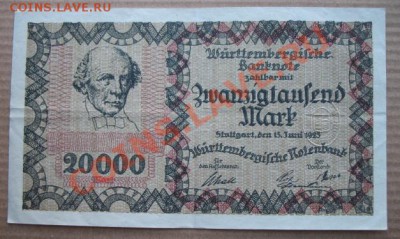 COINS.LAVE.RU
Württembergische
Banknote
zahlbar mit
Zwanzigtausend
Mark
Stuttgart, den 15. Juni 1923
Württembergische Notenbank
20000